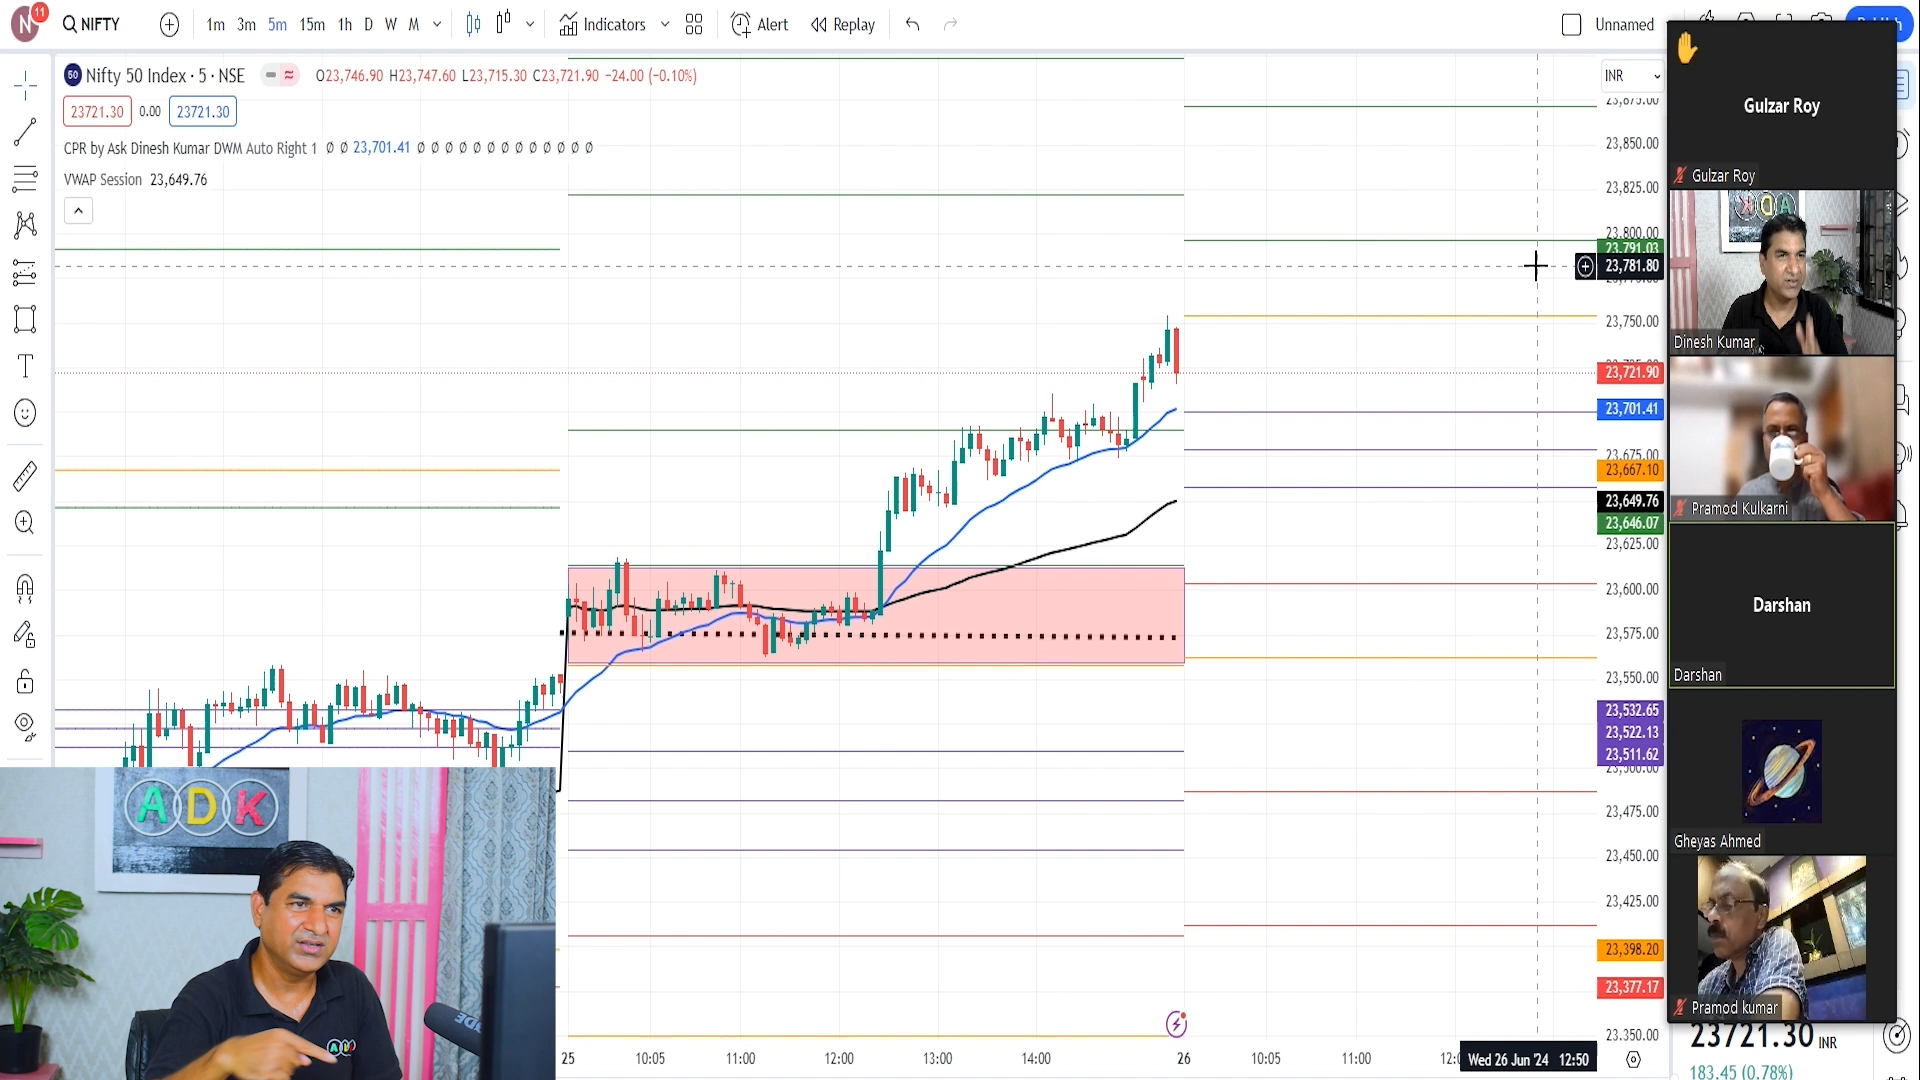 N 11 NIFTY 1m 3m 5m 15m 1h D W M Indicators Alert Replay Unnamed
Nifty 50 Index · 5 · NSE O23,746.90 H23,747.60 L23,715.30 C23,721.90 −24.00 (−0.10%)
23721.30 0.00 23721.30
CPR by Ask Dinesh Kumar DWM Auto Right 1 Ø Ø 23,701.41 Ø Ø Ø Ø Ø Ø Ø Ø Ø Ø Ø Ø Ø
VWAP Session 23,649.76
INR
23,875.00
23,850.00
23,825.00
23,800.00
23,791.03
23,781.80
23,750.00
23,721.90
23,701.41
23,675.00
23,667.10
23,649.76
23,646.07
23,625.00
23,600.00
23,575.00
23,550.00
23,532.65
23,522.13
23,511.62
23,500.00
23,475.00
23,450.00
23,425.00
23,398.20
23,377.17
23,350.00
25 10:05 11:00 12:00 13:00 14:00 26 10:05 11:00 Wed 26 Jun '24 12:50
Gulzar Roy
Gulzar Roy
ADK
Dinesh Kumar
Pramod Kulkarni
Darshan
Darshan
Gheyas Ahmed
Pramod kumar
23721.30 INR
183.45 (0.78%)
ADK